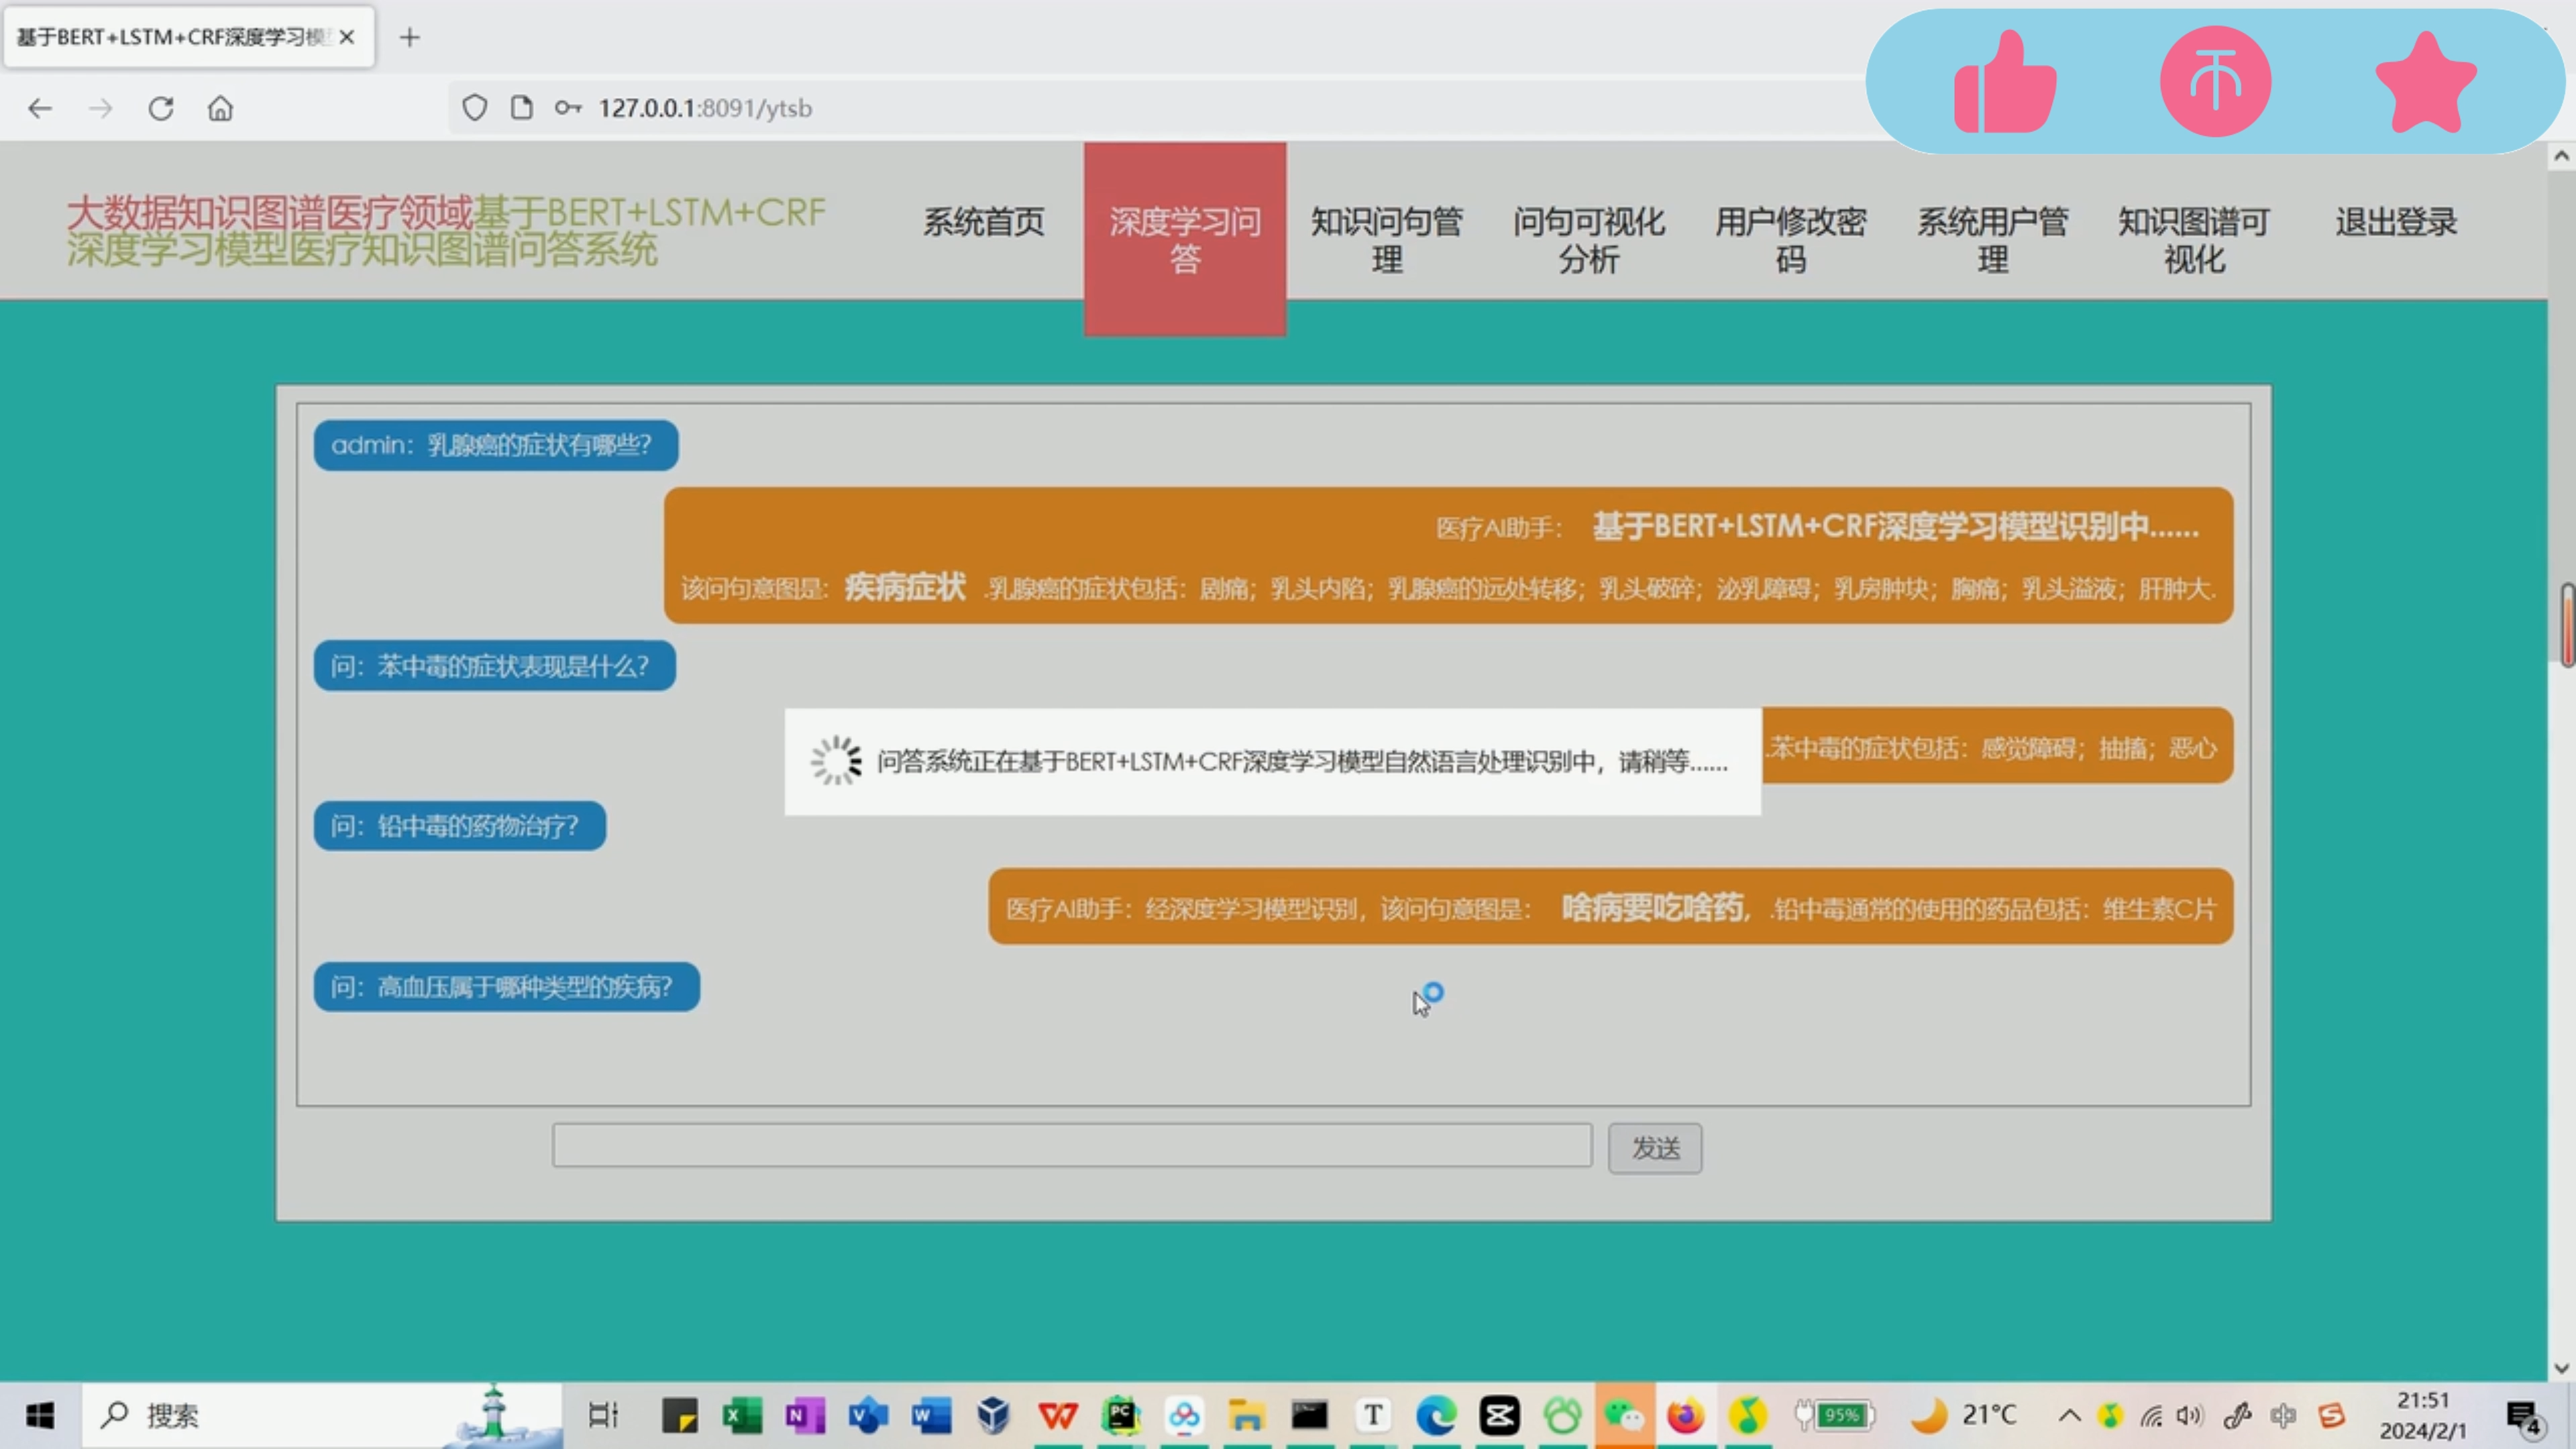 基于BERT+LSTM+CRF深度学习模
127.0.0.1:8091/ytsb
大数据知识图谱医疗领域基于BERT+LSTM+CRF
深度学习模型医疗知识图谱问答系统
系统首页
深度学习问
答
知识问句管
理
问句可视化
分析
用户修改密
码
系统用户管
理
知识图谱可
视化
退出登录
admin：乳腺癌的症状有哪些？
医疗AI助手： 基于BERT+LSTM+CRF深度学习模型识别中......
该问句意图是： 疾病症状 .乳腺癌的症状包括：剧痛；乳头内陷；乳腺癌的远处转移；乳头破碎；泌乳障碍；乳房肿块；胸痛；乳头溢液；肝肿大.
问：苯中毒的症状表现是什么？
问答系统正在基于BERT+LSTM+CRF深度学习模型自然语言处理识别中，请稍等......
.苯中毒的症状包括：感觉障碍；抽搐；恶心
问：铅中毒的药物治疗？
医疗AI助手：经深度学习模型识别，该问句意图是： 啥病要吃啥药， .铅中毒通常的使用的药品包括：维生素C片
问：高血压属于哪种类型的疾病？
发送
搜索
95%
21°C
中
21:51
2024/2/1
4